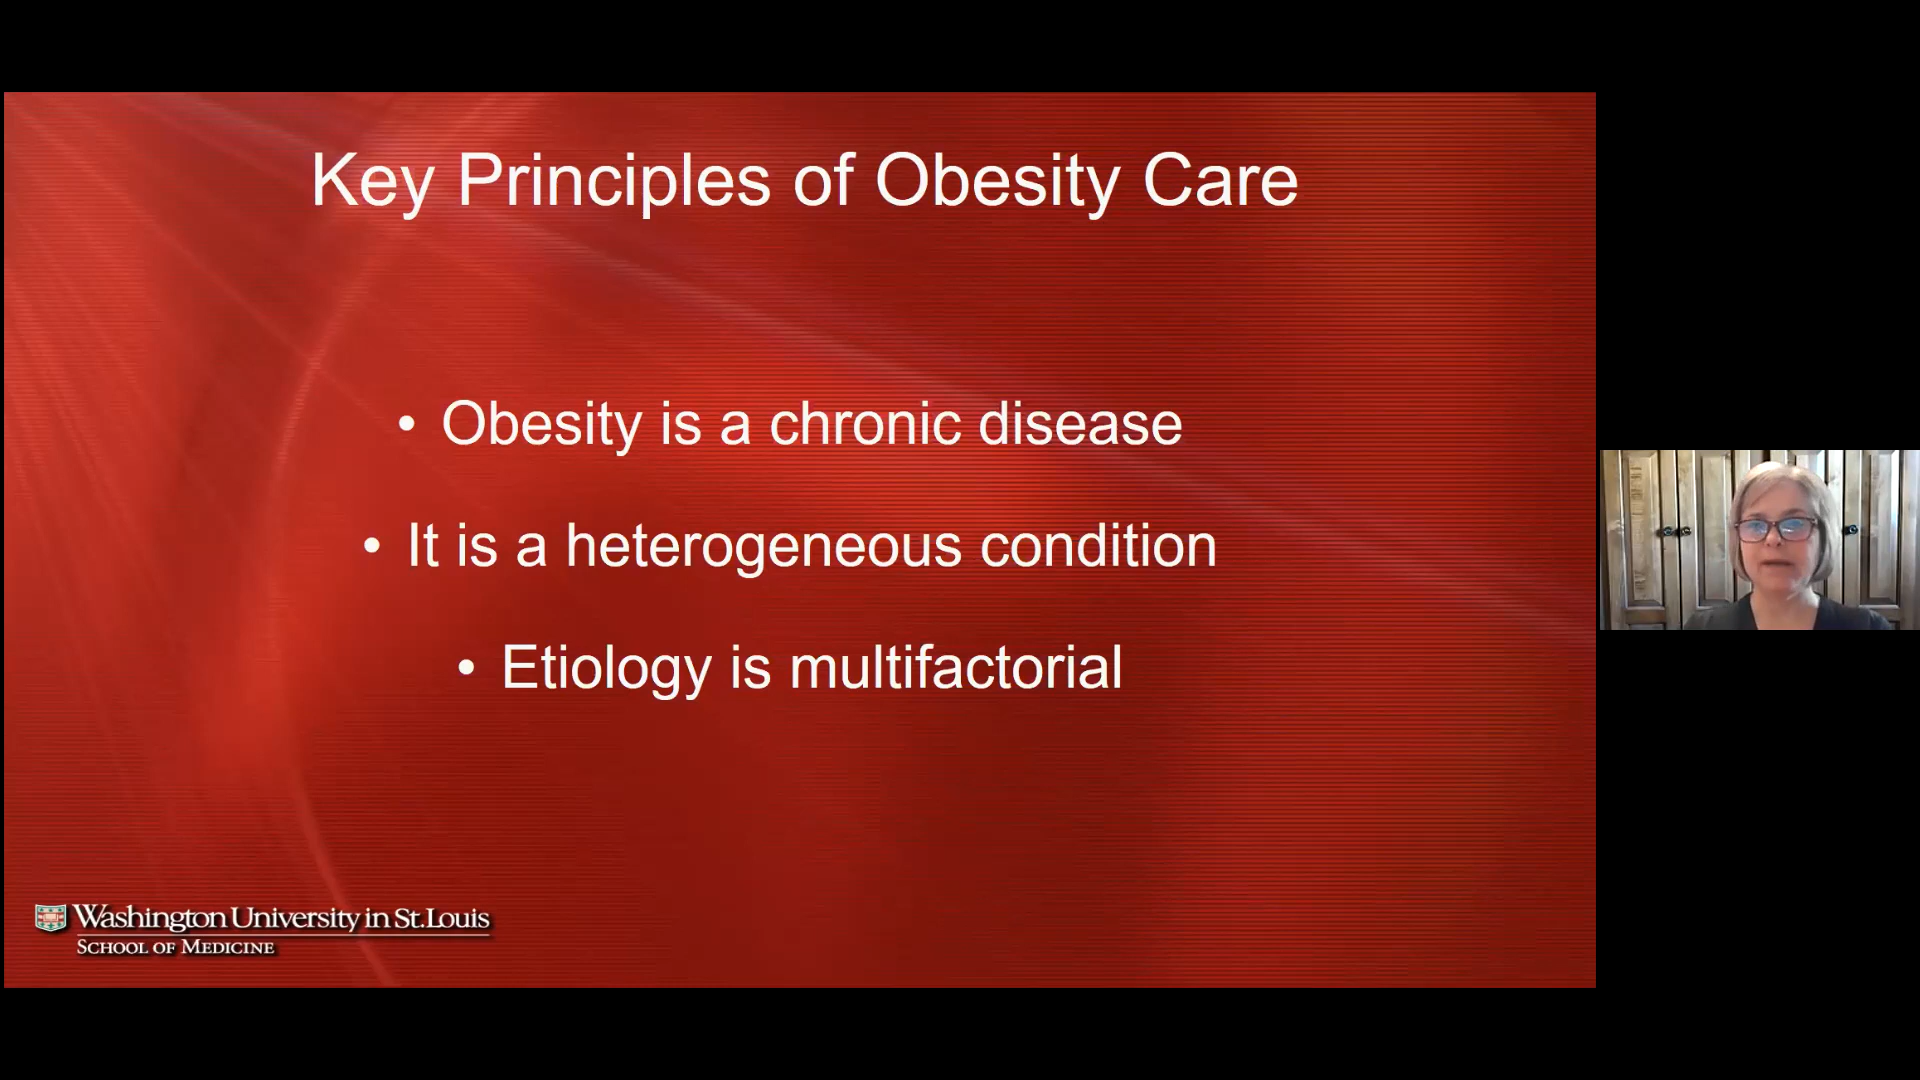 Key Principles of Obesity Care
• Obesity is a chronic disease
• It is a heterogeneous condition
• Etiology is multifactorial
Washington University in St. Louis
School of Medicine